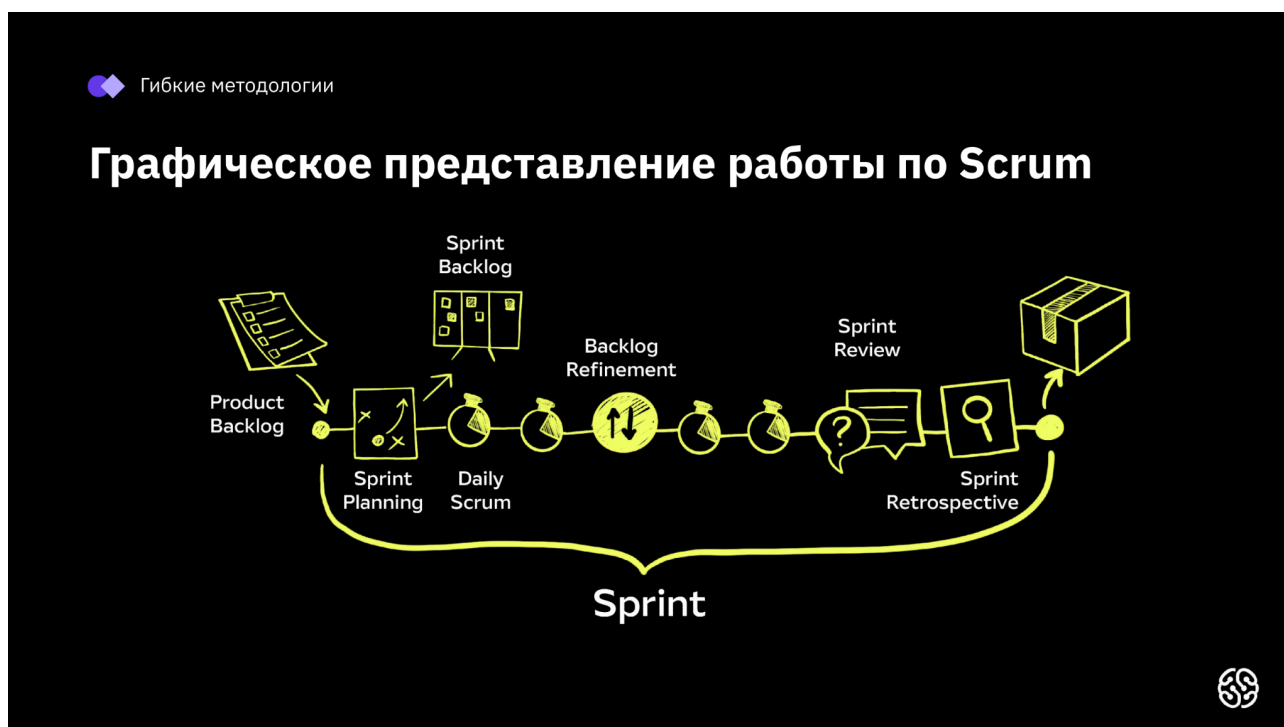 Гибкие методологии
Графическое представление работы по Scrum
Sprint
Backlog
Backlog
Refinement
Sprint
Review
Product
Backlog
Sprint
Planning
Daily
Scrum
Sprint
Retrospective
Sprint